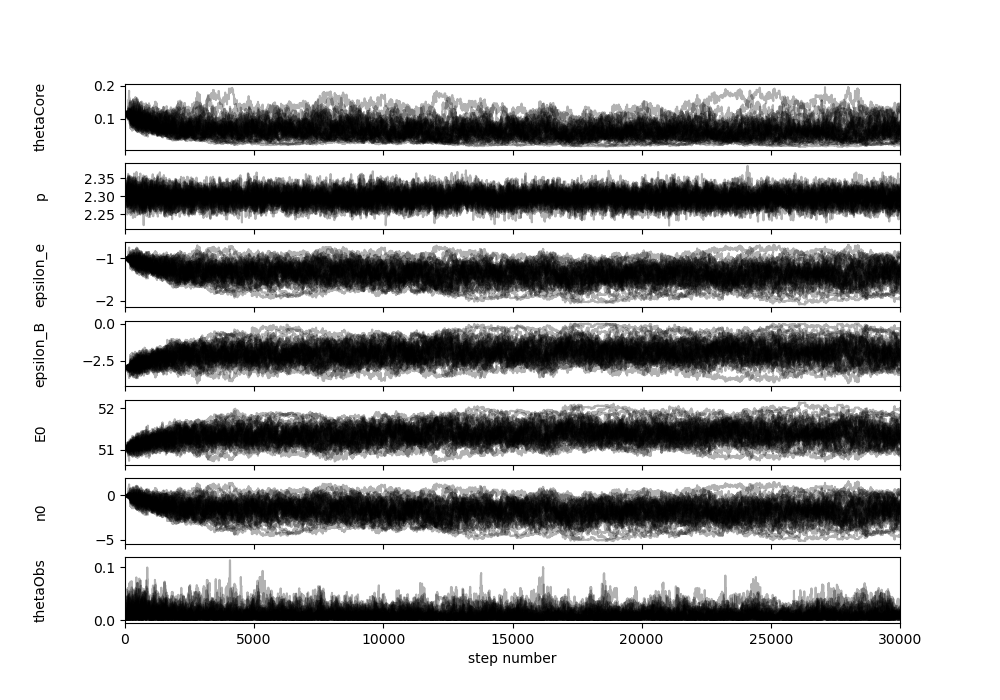 thetaCore
0.2
0.1
p
2.35
2.30
2.25
epsilon_e
−1
−2
epsilon_B
0.0
−2.5
E0
52
51
n0
0
−5
thetaObs
0.1
0.0
0 5000 10000 15000 20000 25000 30000
step number